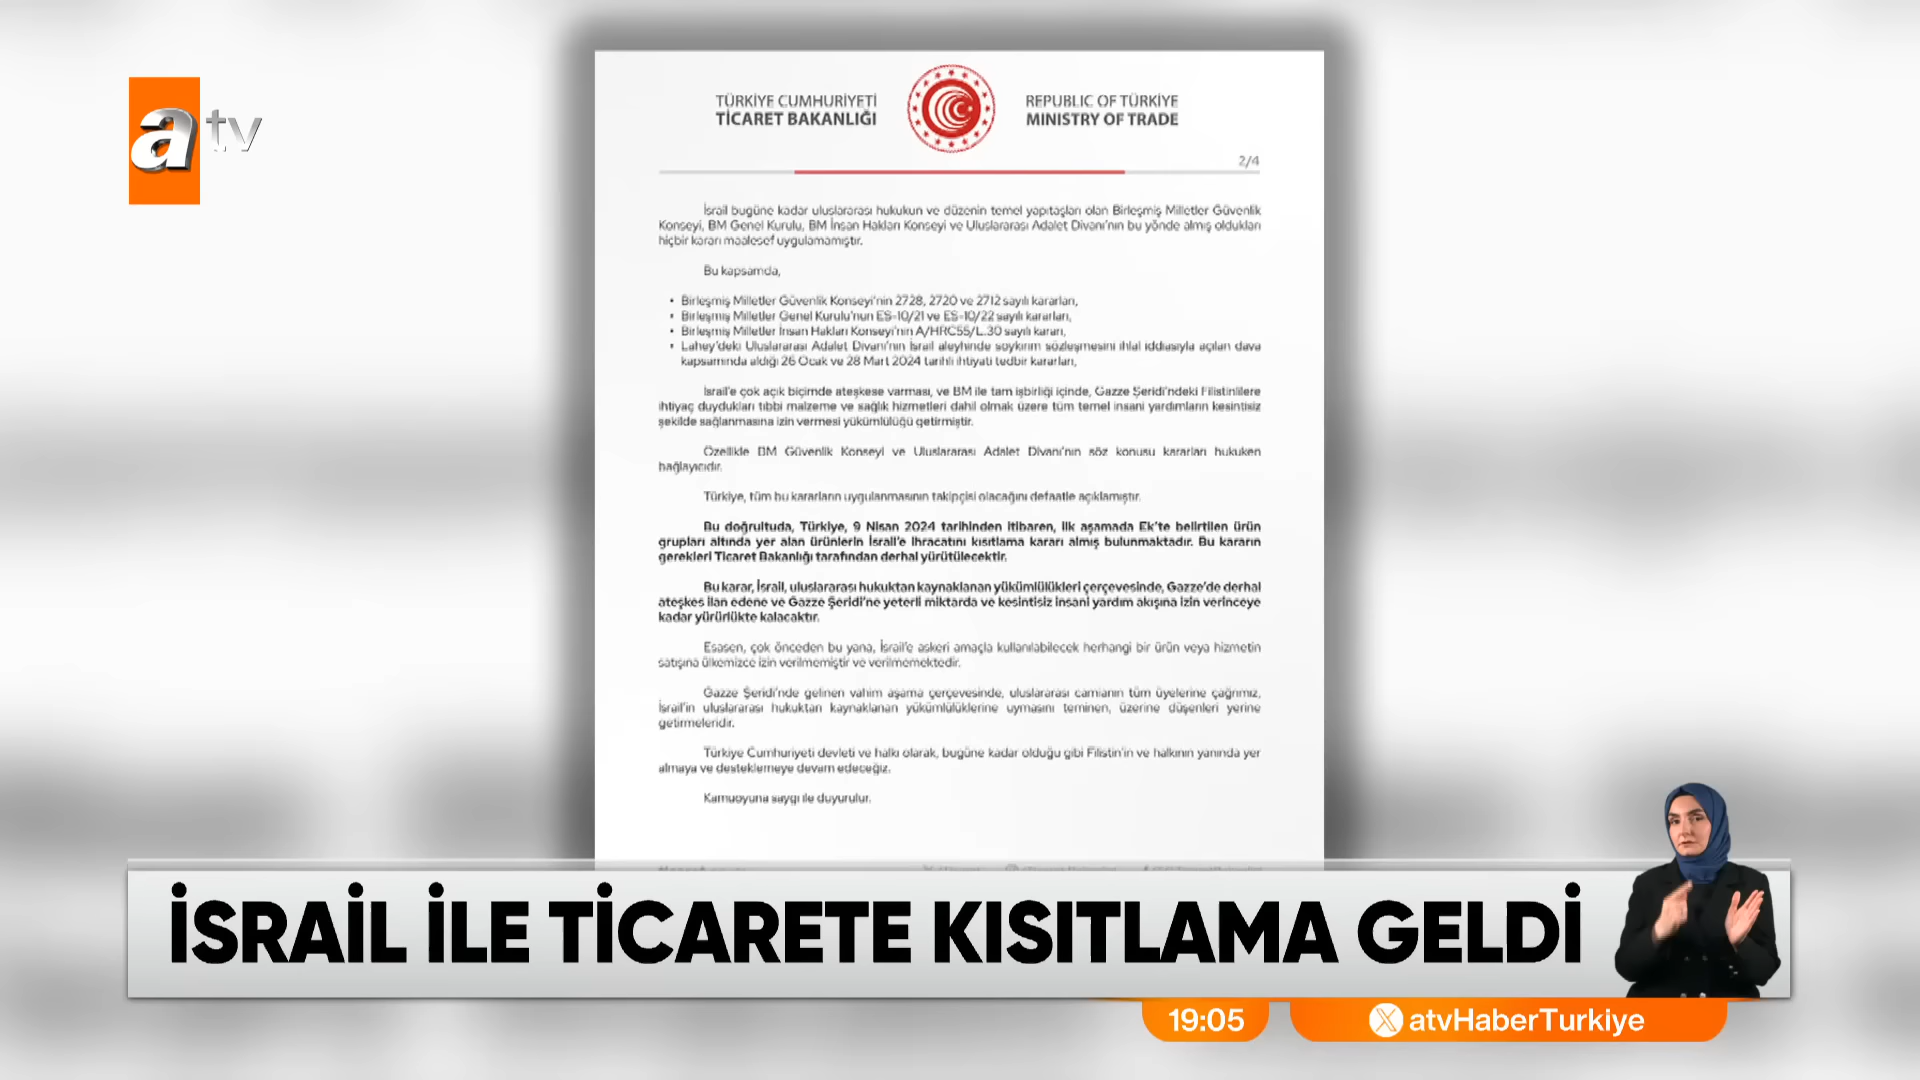 a tv
TÜRKİYE CUMHURİYETİ
TİCARET BAKANLIĞI
REPUBLIC OF TÜRKİYE
MINISTRY OF TRADE
2/4
İsrail bugüne kadar uluslararası hukukun ve düzenin temel yapıtaşları olan Birleşmiş Milletler Güvenlik
Konseyi, BM Genel Kurulu, BM İnsan Hakları Konseyi ve Uluslararası Adalet Divanı'nın bu yönde almış oldukları
hiçbir kararı maalesef uygulamamıştır.
Bu kapsamda,
• Birleşmiş Milletler Güvenlik Konseyi'nin 2728, 2720 ve 2712 sayılı kararları,
• Birleşmiş Milletler Genel Kurulu'nun ES-10/21 ve ES-10/22 sayılı kararları,
• Birleşmiş Milletler İnsan Hakları Konseyi'nin A/HRC55/L.30 sayılı kararı,
• Lahey'deki Uluslararası Adalet Divanı'nın İsrail aleyhinde soykırım sözleşmesini ihlal iddiasıyla açılan dava
kapsamında aldığı 26 Ocak ve 28 Mart 2024 tarihli ihtiyati tedbir kararları,
İsrail'e çok açık biçimde ateşkese varması, ve BM ile tam işbirliği içinde, Gazze Şeridi'ndeki Filistinlilere
ihtiyaç duydukları tıbbi malzeme ve sağlık hizmetleri dahil olmak üzere tüm temel insani yardımların kesintisiz
şekilde sağlanmasına izin vermesi yükümlülüğü getirmiştir.
Özellikle BM Güvenlik Konseyi ve Uluslararası Adalet Divanı'nın söz konusu kararları hukuken
bağlayıcıdır.
Türkiye, tüm bu kararların uygulanmasının takipçisi olacağını defaatle açıklamıştır.
Bu doğrultuda, Türkiye, 9 Nisan 2024 tarihinden itibaren, ilk aşamada Ek'te belirtilen ürün
grupları altında yer alan ürünlerin İsrail'e ihracatını kısıtlama kararı almış bulunmaktadır. Bu kararın
gerekleri Ticaret Bakanlığı tarafından derhal yürütülecektir.
Bu karar, İsrail, uluslararası hukuktan kaynaklanan yükümlülükleri çerçevesinde, Gazze'de derhal
ateşkes ilan edene ve Gazze Şeridi'ne yeterli miktarda ve kesintisiz insani yardım akışına izin verinceye
kadar yürürlükte kalacaktır.
Esasen, çok önceden bu yana, İsrail'e askeri amaçla kullanılabilecek herhangi bir ürün veya hizmetin
satışına ülkemizce izin verilmemiştir ve verilmemektedir.
Gazze Şeridi'nde gelinen vahim aşama çerçevesinde, uluslararası camianın tüm üyelerine çağrımız,
İsrail'in uluslararası hukuktan kaynaklanan yükümlülüklerine uymasını teminen, üzerine düşenleri yerine
getirmeleridir.
Türkiye Cumhuriyeti devleti ve halkı olarak, bugüne kadar olduğu gibi Filistin'in ve halkının yanında yer
almaya ve desteklemeye devam edeceğiz.
Kamuoyuna saygı ile duyurulur.
İSRAİL İLE TİCARETE KISITLAMA GELDİ
19:05
X atvHaberTurkiye